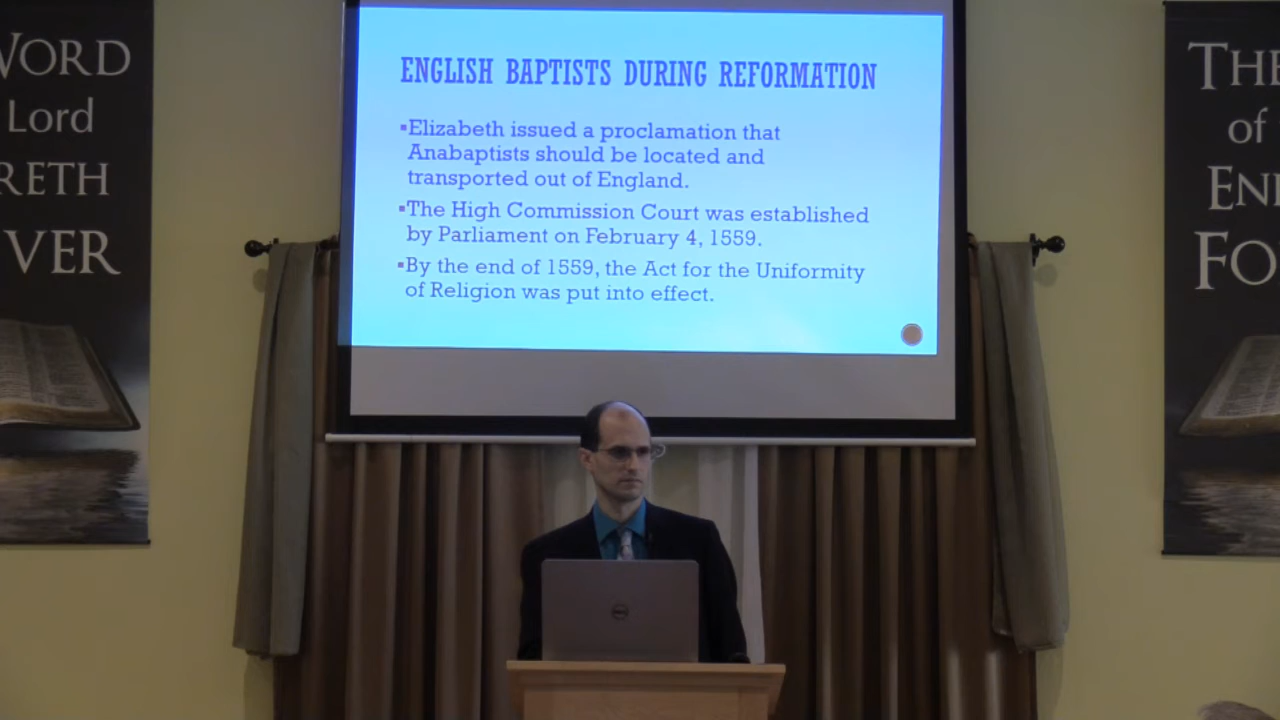 WORD
Lord
RETH
VER
ENGLISH BAPTISTS DURING REFORMATION
▪Elizabeth issued a proclamation that
Anabaptists should be located and
transported out of England.
▪The High Commission Court was established
by Parliament on February 4, 1559.
▪By the end of 1559, the Act for the Uniformity
of Religion was put into effect.
DELL
THE
of
EN
FO